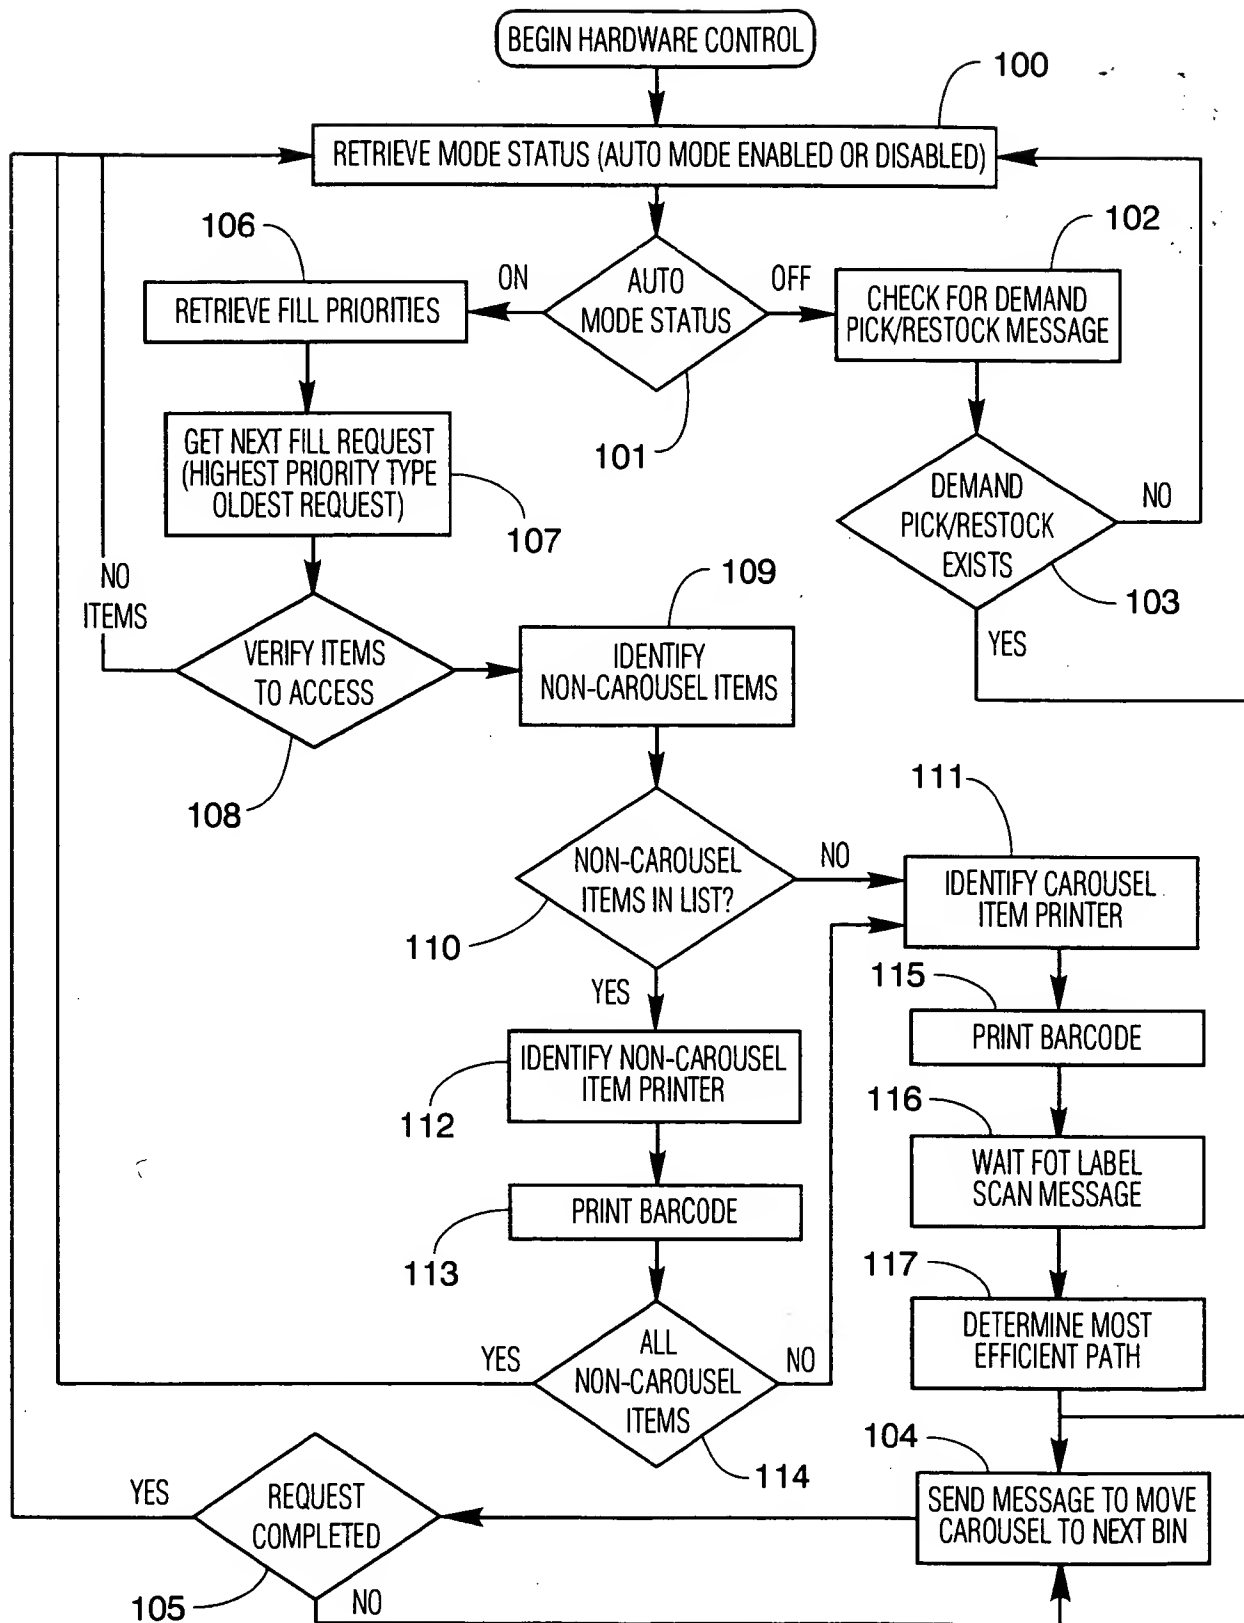 BEGIN HARDWARE CONTROL
100
RETRIEVE MODE STATUS (AUTO MODE ENABLED OR DISABLED)
106
102
ON
AUTO
MODE STATUS
OFF
RETRIEVE FILL PRIORITIES
CHECK FOR DEMAND
PICK/RESTOCK MESSAGE
101
GET NEXT FILL REQUEST
(HIGHEST PRIORITY TYPE
OLDEST REQUEST)
107
DEMAND
PICK/RESTOCK
EXISTS
NO
103
YES
NO
ITEMS
109
VERIFY ITEMS
TO ACCESS
108
IDENTIFY
NON-CAROUSEL ITEMS
111
NON-CAROUSEL
ITEMS IN LIST?
NO
110
YES
IDENTIFY CAROUSEL
ITEM PRINTER
115
PRINT BARCODE
IDENTIFY NON-CAROUSEL
ITEM PRINTER
112
116
WAIT FOT LABEL
SCAN MESSAGE
PRINT BARCODE
113
117
DETERMINE MOST
EFFICIENT PATH
YES
ALL
NON-CAROUSEL
ITEMS
NO
114
104
SEND MESSAGE TO MOVE
CAROUSEL TO NEXT BIN
YES
REQUEST
COMPLETED
105
NO